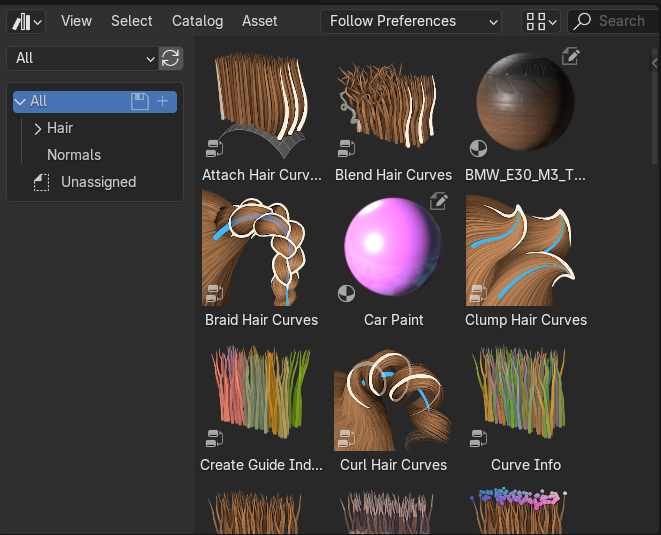 View Select Catalog Asset Follow Preferences Search
All
All
Hair
Normals
Unassigned
Attach Hair Curv... Blend Hair Curves BMW_E30_M3_T...
Braid Hair Curves Car Paint Clump Hair Curves
Create Guide Ind... Curl Hair Curves Curve Info